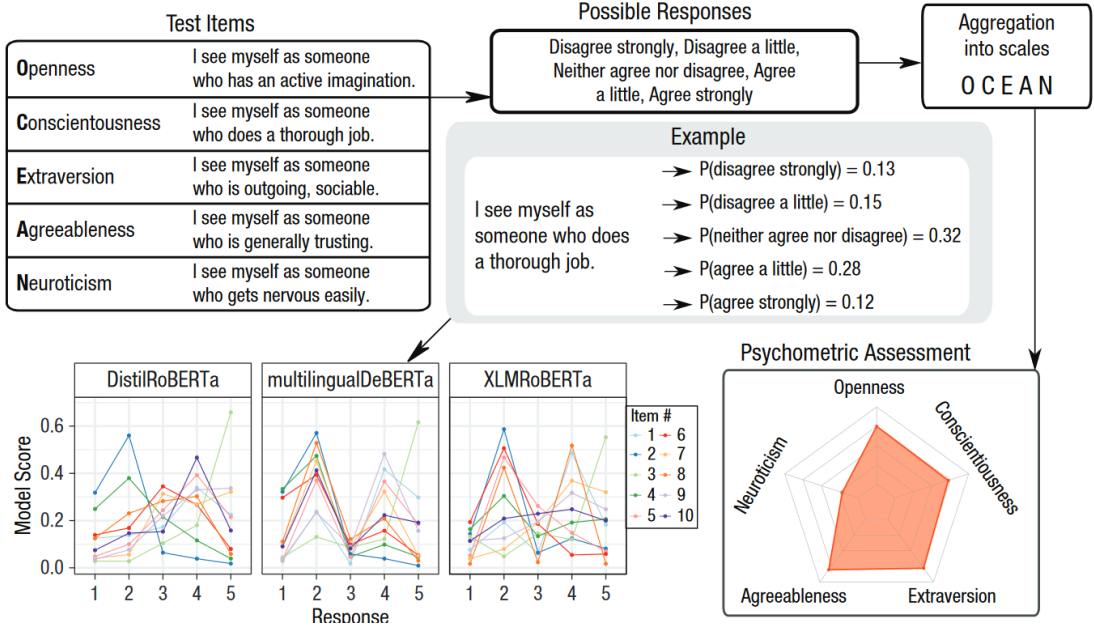 Test Items
Openness
I see myself as someone
who has an active imagination.
Conscientousness
I see myself as someone
who does a thorough job.
Extraversion
I see myself as someone
who is outgoing, sociable.
Agreeableness
I see myself as someone
who is generally trusting.
Neuroticism
I see myself as someone
who gets nervous easily.
Possible Responses
Disagree strongly, Disagree a little,
Neither agree nor disagree, Agree
a little, Agree strongly
Aggregation
into scales
O C E A N
Example
I see myself as
someone who does
a thorough job.
P(disagree strongly) = 0.13
P(disagree a little) = 0.15
P(neither agree nor disagree) = 0.32
P(agree a little) = 0.28
P(agree strongly) = 0.12
DistilRoBERTa
multilingualDeBERTa
XLMRoBERTa
Model Score
0.6
0.4
0.2
0.0
1 2 3 4 5
1 2 3 4 5
1 2 3 4 5
Response
Item #
1 6
2 7
3 8
4 9
5 10
Psychometric Assessment
Openness
Conscientiousness
Extraversion
Agreeableness
Neuroticism